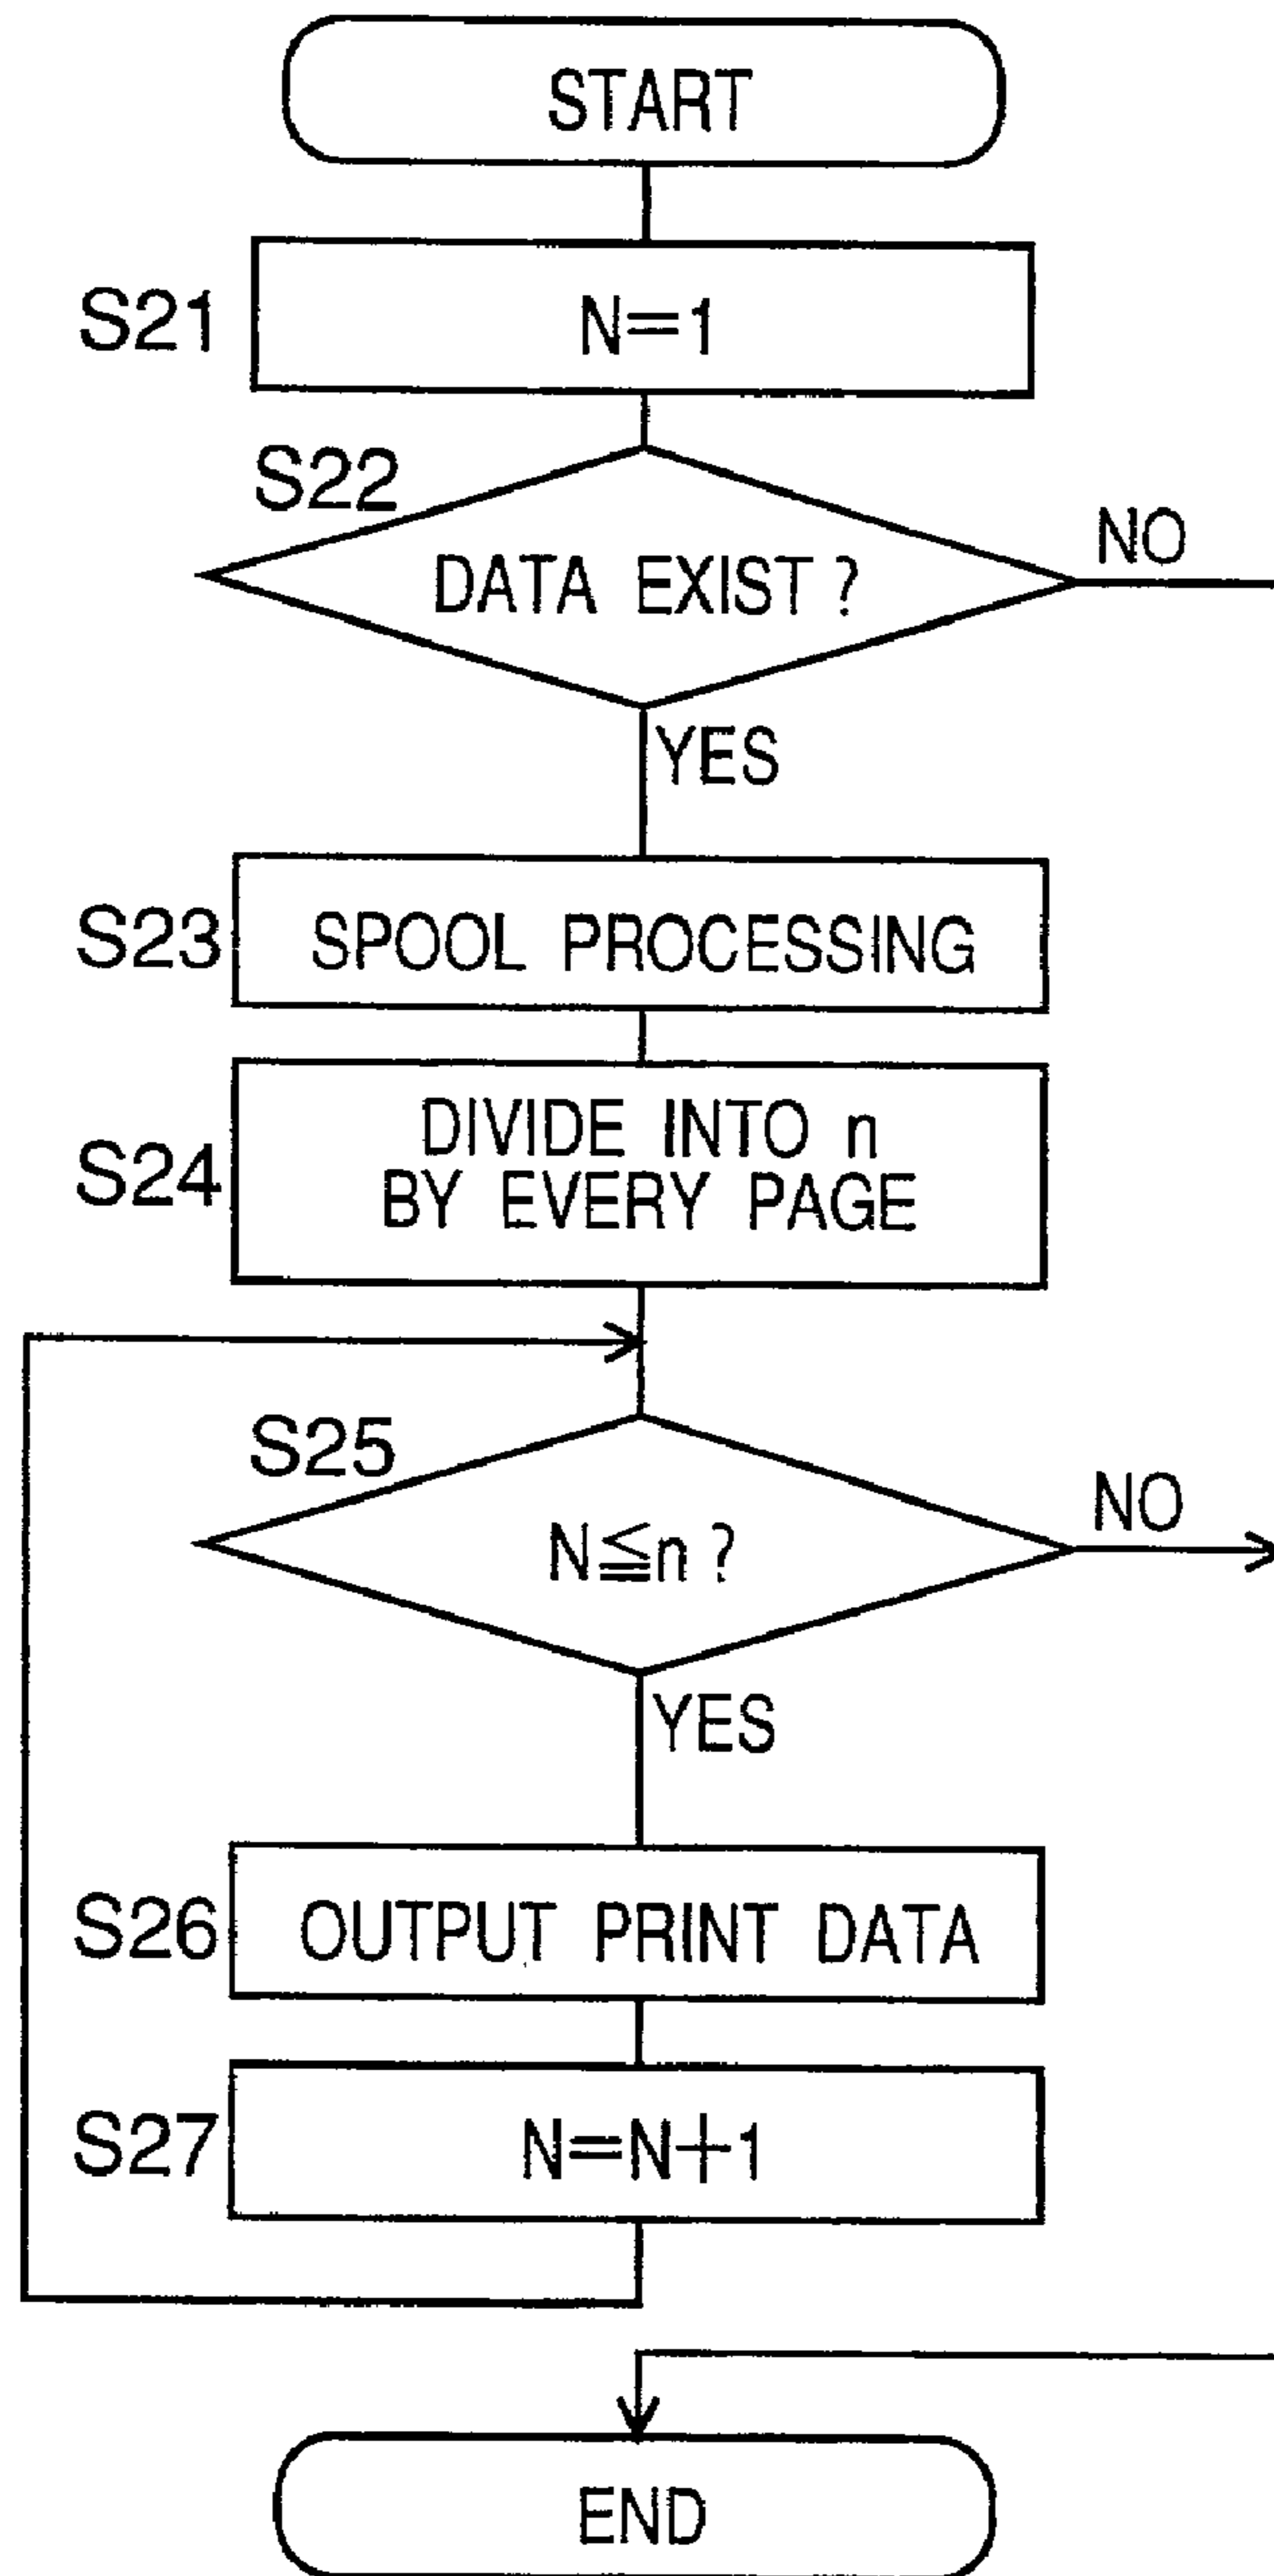 START
S21
N=1
S22
DATA EXIST ?
NO
YES
S23
SPOOL PROCESSING
S24
DIVIDE INTO n
BY EVERY PAGE
S25
N≦n ?
NO
YES
S26
OUTPUT PRINT DATA
S27
N=N+1
END